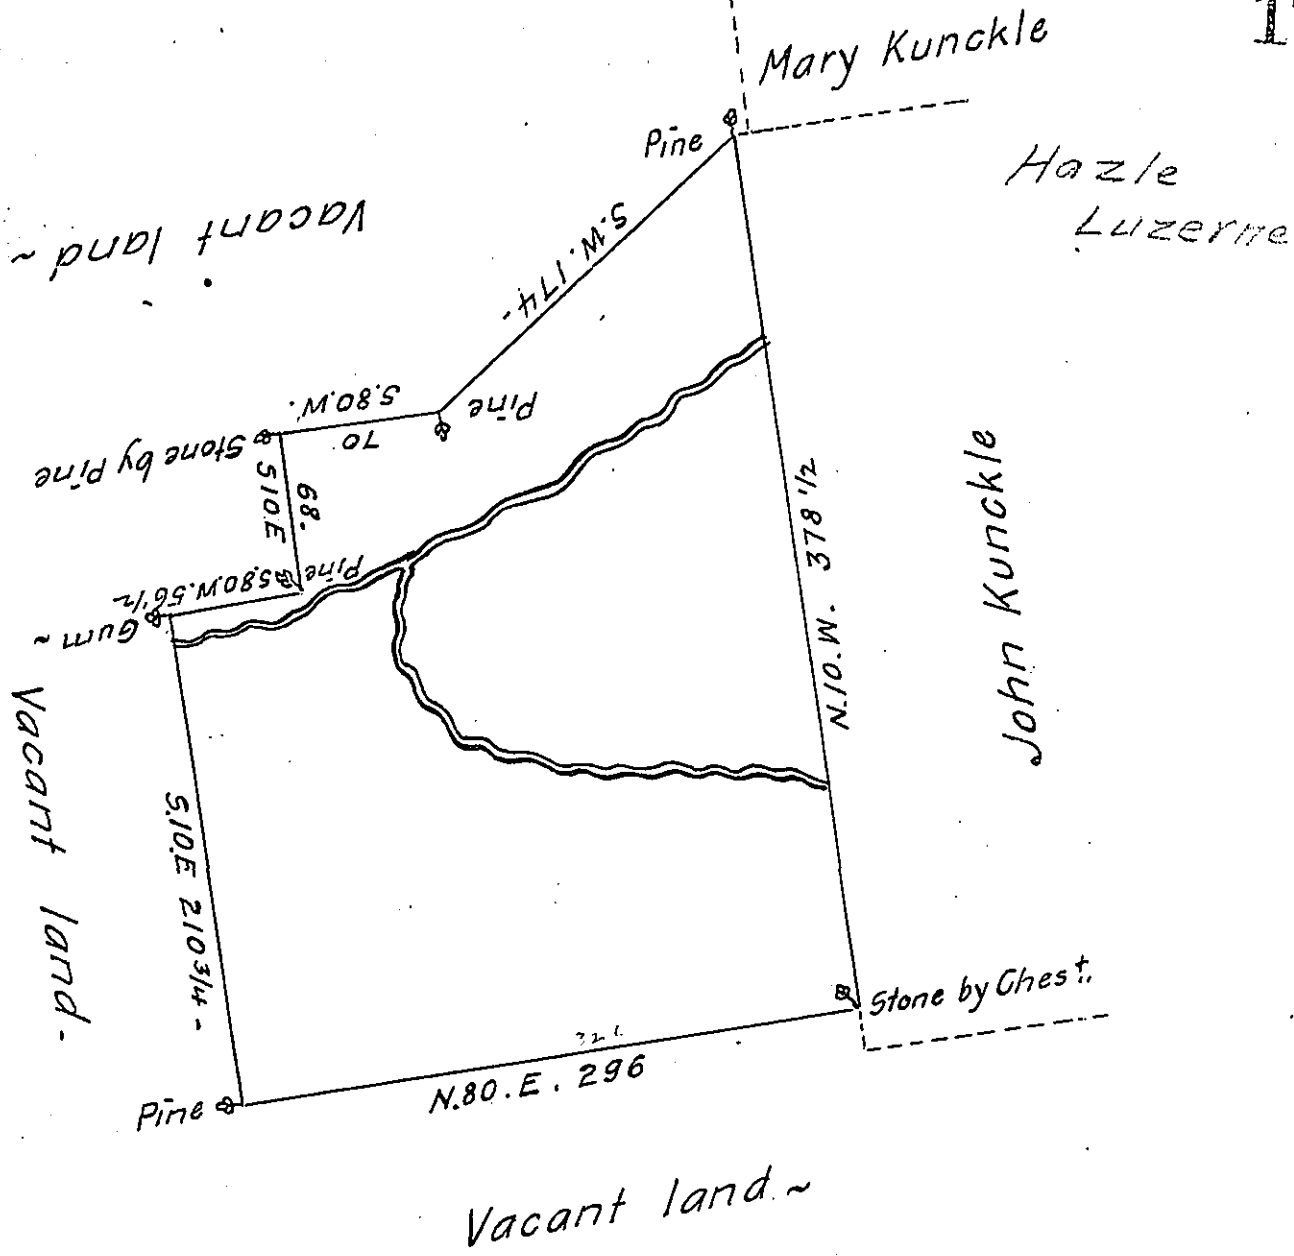 Mary Kunckle
Pine
Hazle
Luzerne
Vacant land ~
S.W. 174 -
S.80.W.
70
Pine
Stone by Pine
68.
S10.E
Pine
S.80.W. 56 1/2
Gum ~
N.10.W. 378 1/2
John Kunckle
Vacant land -
S.10.E 210 3/4 -
Stone by Chest.
N.80.E. 296
Pine
Vacant land ~